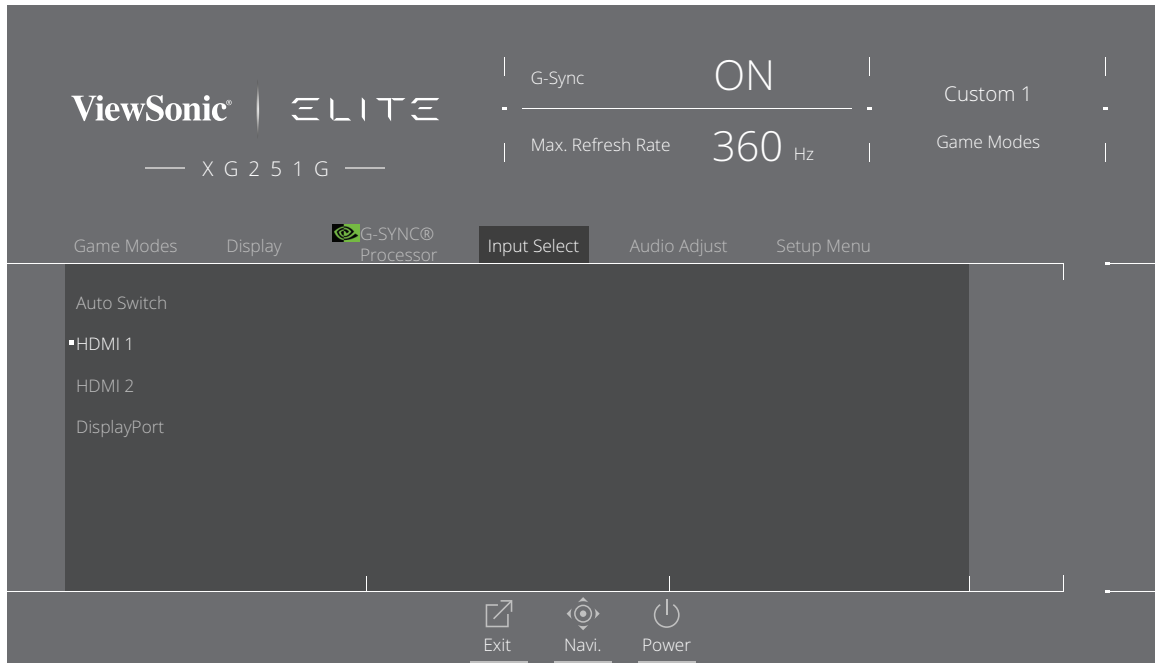 ViewSonic® ELITE
XG251G
G-Sync ON
Max. Refresh Rate 360 Hz
Custom 1
Game Modes
Game Modes
Display
G-SYNC®
Processor
Input Select
Audio Adjust
Setup Menu
Auto Switch
HDMI 1
HDMI 2
DisplayPort
Exit
Navi.
Power